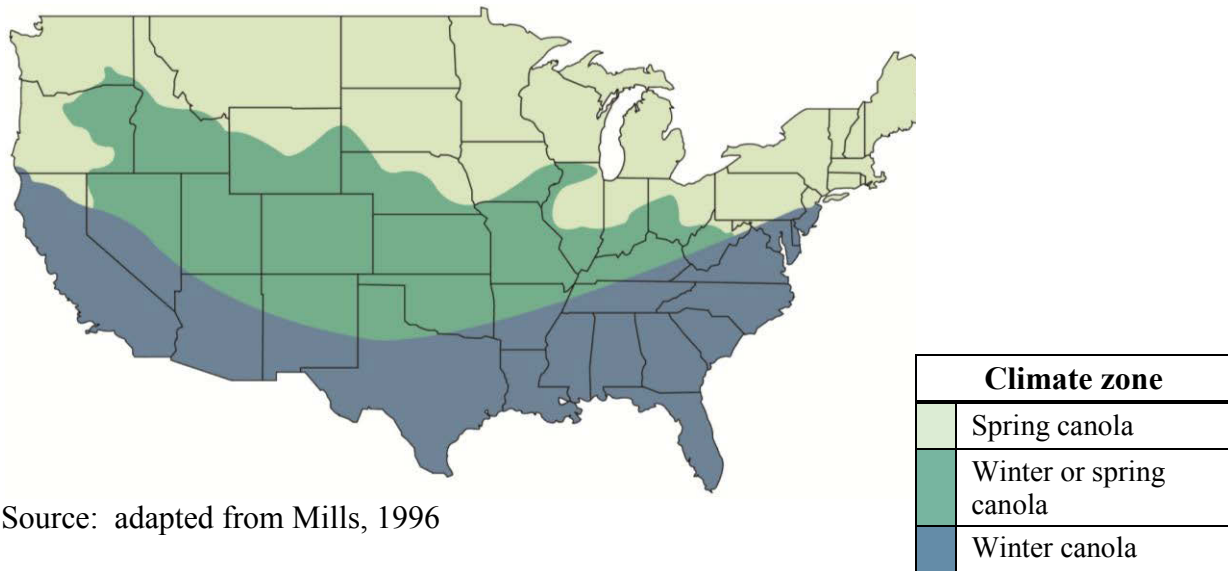 Climate zone
Spring canola
Winter or spring
canola
Winter canola
Source: adapted from Mills, 1996